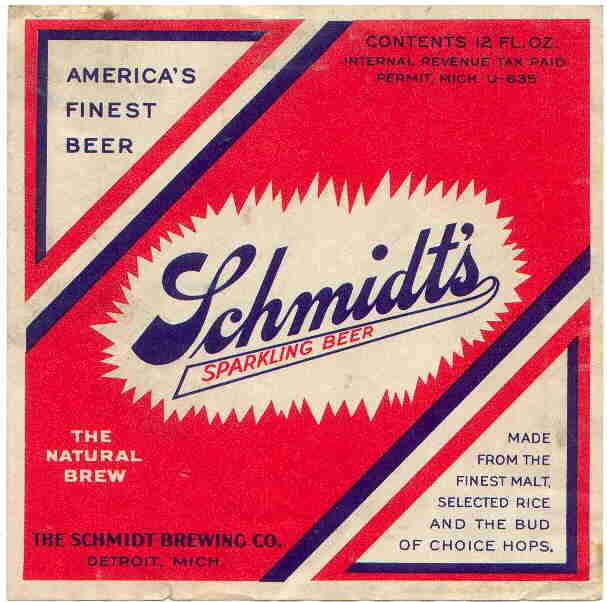 AMERICA'S
FINEST
BEER
CONTENTS 12 FL. OZ.
INTERNAL REVENUE TAX PAID
PERMIT, MICH. U-635
Schmidt's
SPARKLING BEER
THE
NATURAL
BREW
THE SCHMIDT BREWING CO.
DETROIT, MICH.
MADE
FROM THE
FINEST MALT,
SELECTED RICE
AND THE BUD
OF CHOICE HOPS.